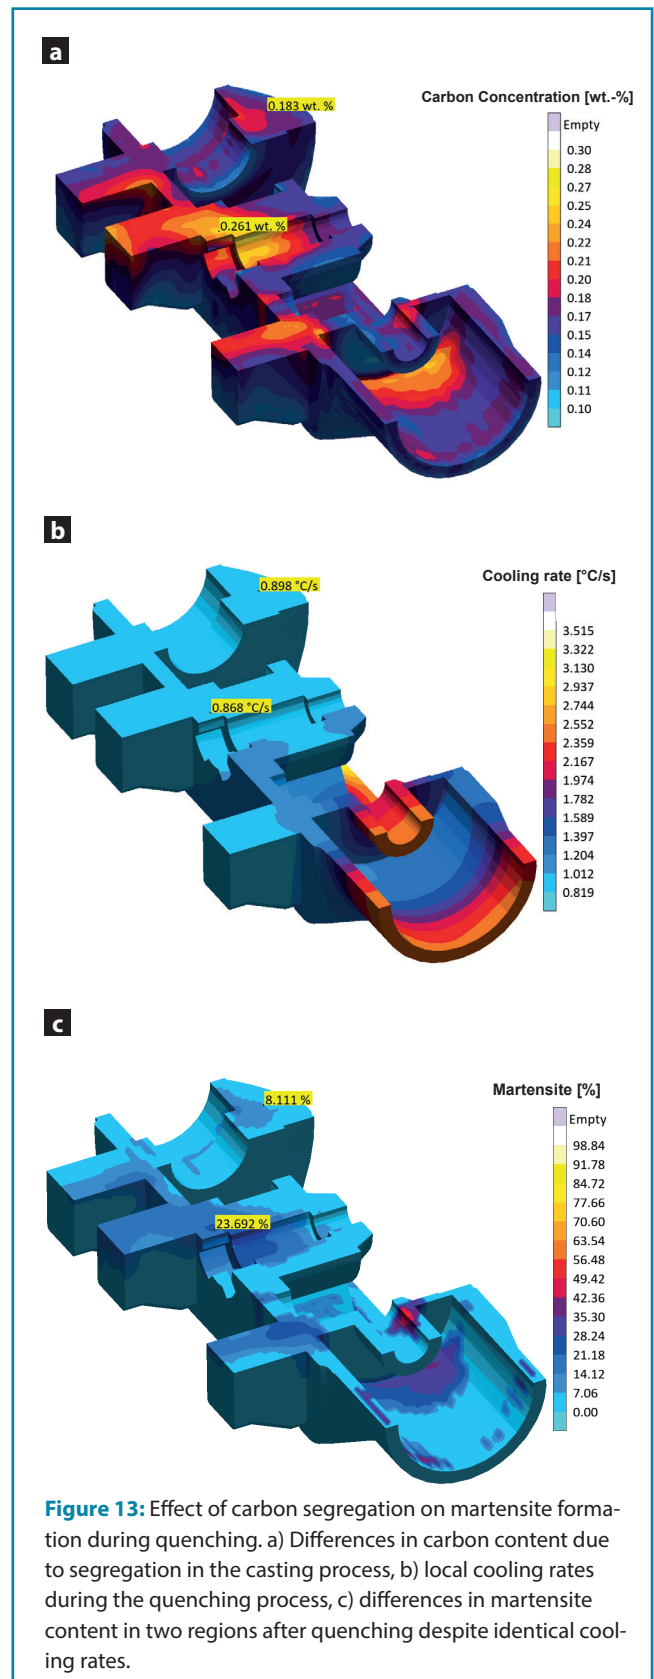 a
Carbon Concentration [wt.-%]
0.183 wt. %
0.261 wt. %
Empty
0.30
0.28
0.27
0.25
0.24
0.22
0.21
0.20
0.18
0.17
0.15
0.14
0.12
0.11
0.10
b
Cooling rate [°C/s]
0.898 °C/s
0.868 °C/s
3.515
3.322
3.130
2.937
2.744
2.552
2.359
2.167
1.974
1.782
1.589
1.397
1.204
1.012
0.819
c
Martensite [%]
8.111 %
23.692 %
Empty
98.84
91.78
84.72
77.66
70.60
63.54
56.48
49.42
42.36
35.30
28.24
21.18
14.12
7.06
0.00
Figure 13: Effect of carbon segregation on martensite forma-
tion during quenching. a) Differences in carbon content due
to segregation in the casting process, b) local cooling rates
during the quenching process, c) differences in martensite
content in two regions after quenching despite identical cool-
ing rates.